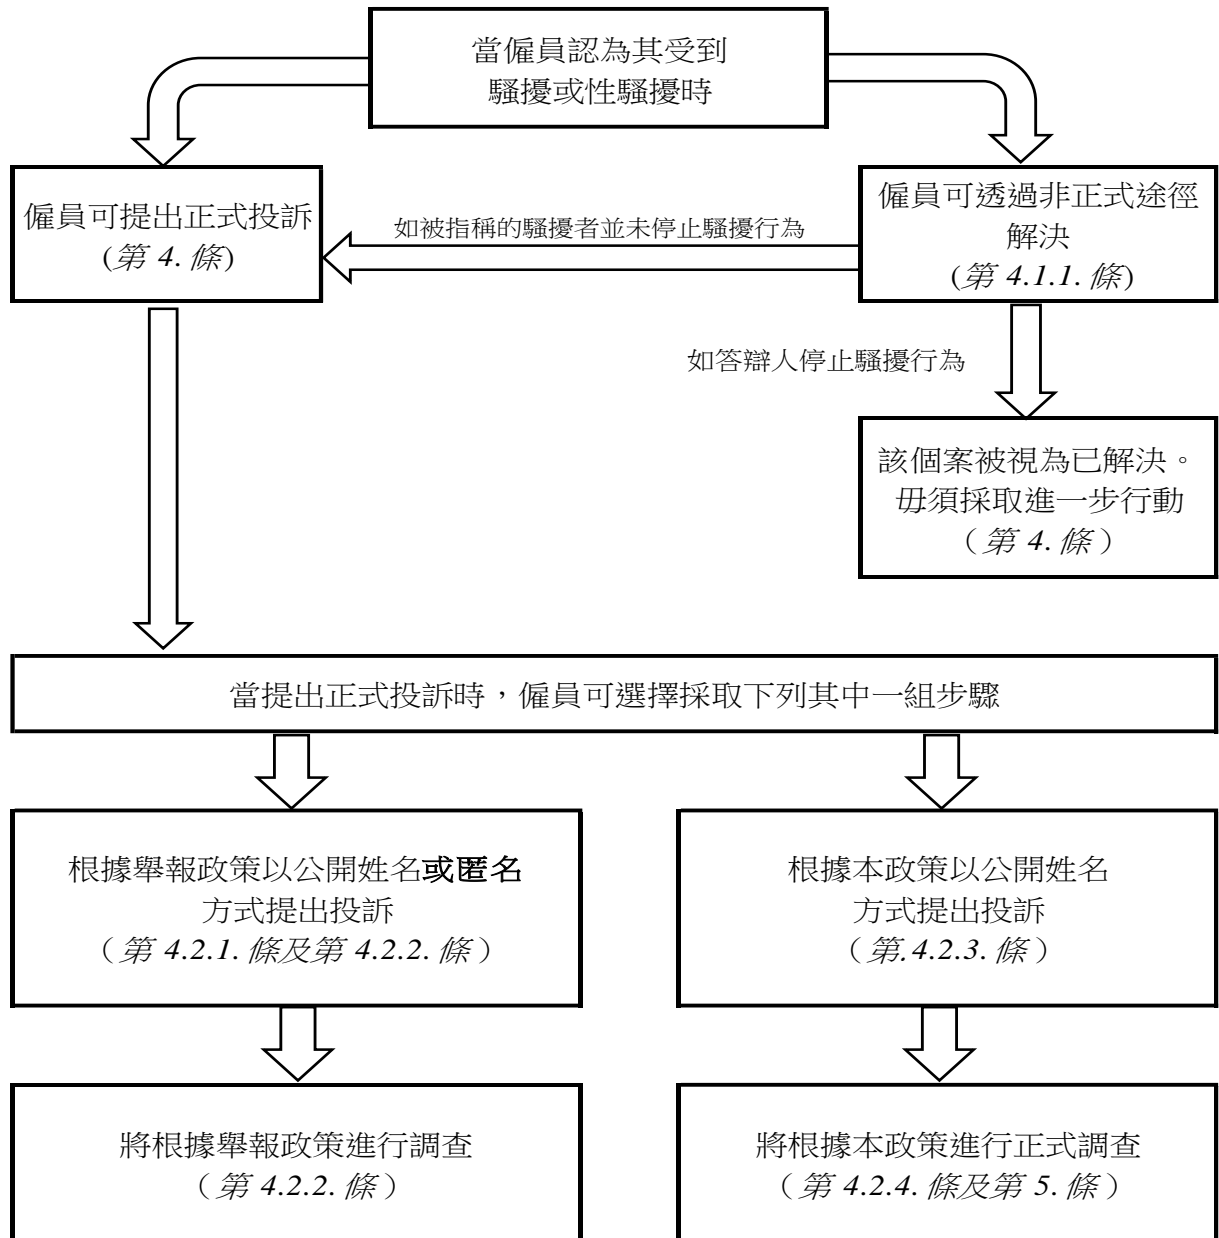 當僱員認為其受到
騷擾或性騷擾時
僱員可提出正式投訴
(第 4. 條)
如被指稱的騷擾者並未停止騷擾行為
僱員可透過非正式途徑
解決
(第 4.1.1. 條)
如答辯人停止騷擾行為
該個案被視為已解決。
毋須採取進一步行動
（第 4. 條）
當提出正式投訴時，僱員可選擇採取下列其中一組步驟
根據舉報政策以公開姓名或匿名
方式提出投訴
（第 4.2.1. 條及第 4.2.2. 條）
根據本政策以公開姓名
方式提出投訴
（第.4.2.3. 條）
將根據舉報政策進行調查
（第 4.2.2. 條）
將根據本政策進行正式調查
（第 4.2.4. 條及第 5. 條）